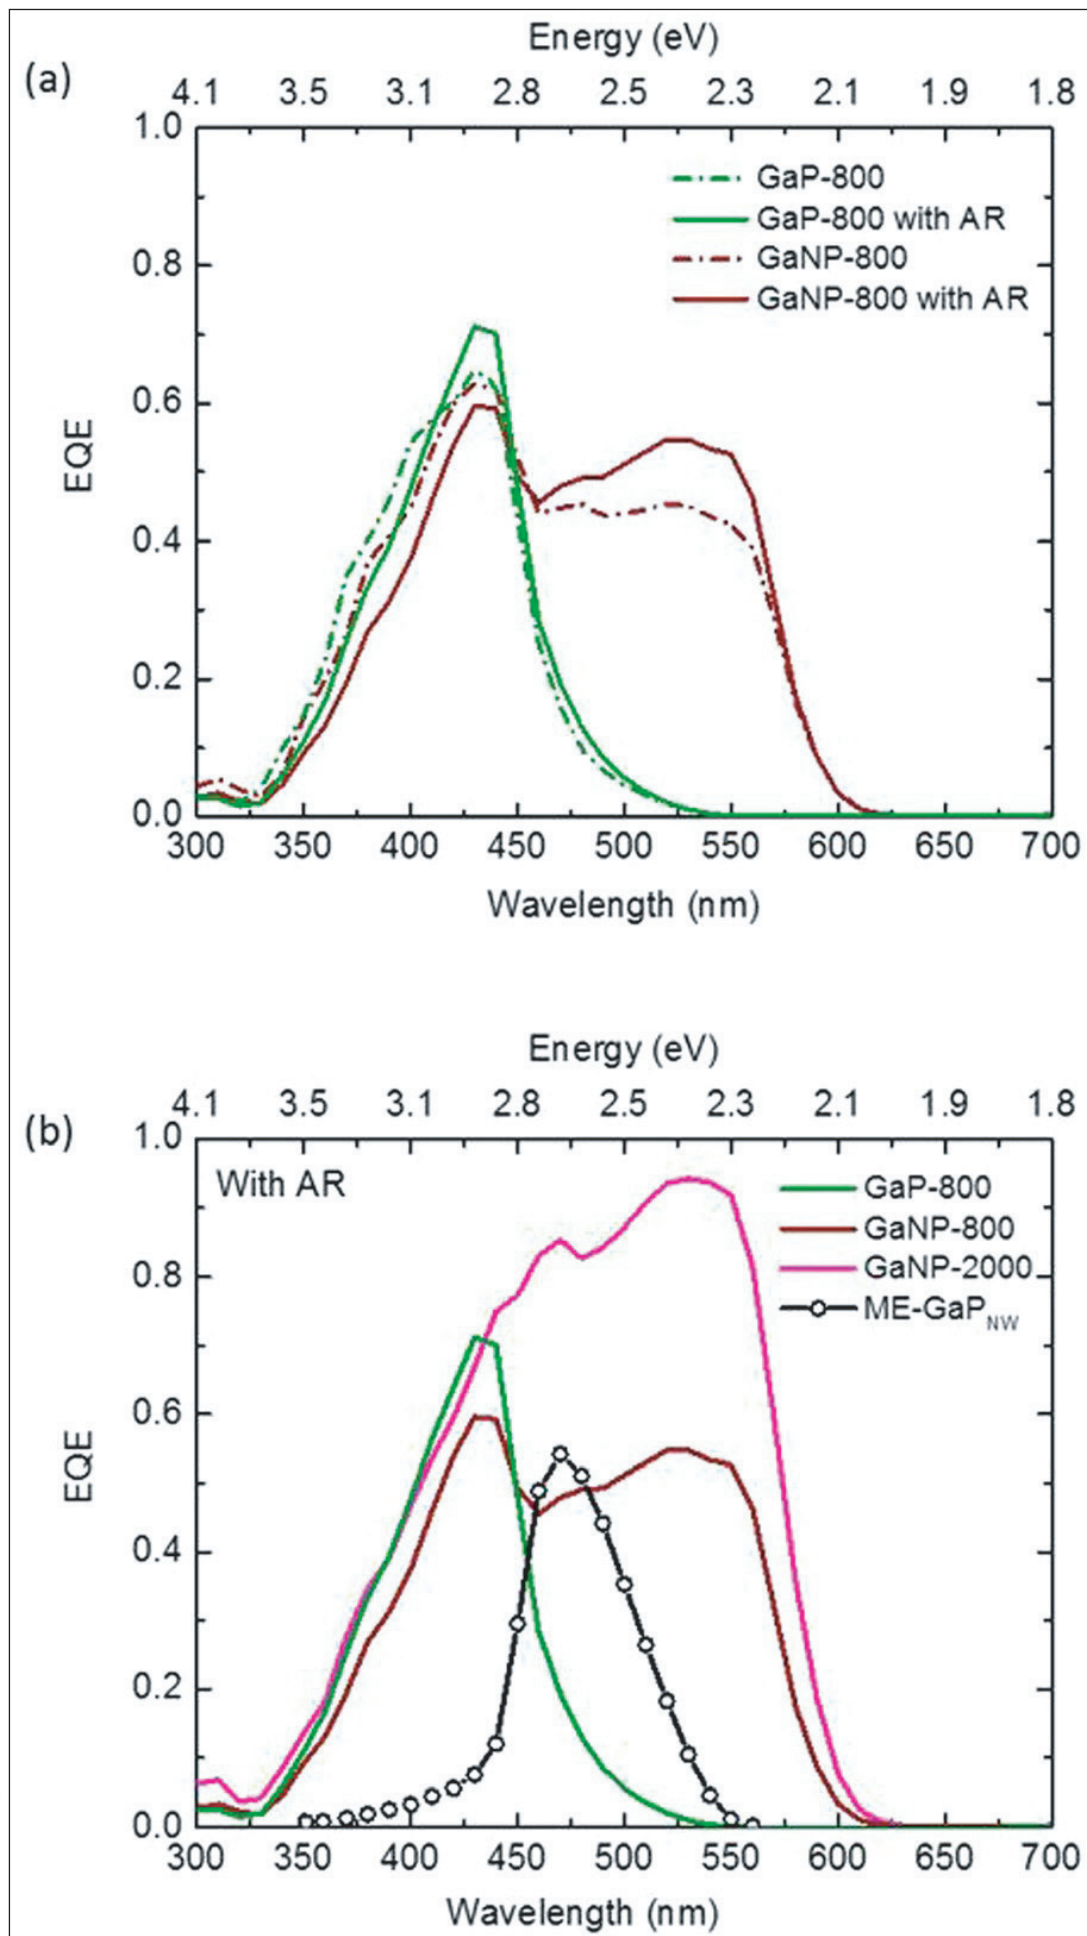 (a)
Energy (eV)
4.1 3.5 3.1 2.8 2.5 2.3 2.1 1.9 1.8
1.0
0.8
0.6
0.4
0.2
0.0
EQE
GaP-800
GaP-800 with AR
GaNP-800
GaNP-800 with AR
300 350 400 450 500 550 600 650 700
Wavelength (nm)
(b)
Energy (eV)
4.1 3.5 3.1 2.8 2.5 2.3 2.1 1.9 1.8
1.0
0.8
0.6
0.4
0.2
0.0
EQE
With AR
GaP-800
GaNP-800
GaNP-2000
ME-GaP_NW
300 350 400 450 500 550 600 650 700
Wavelength (nm)